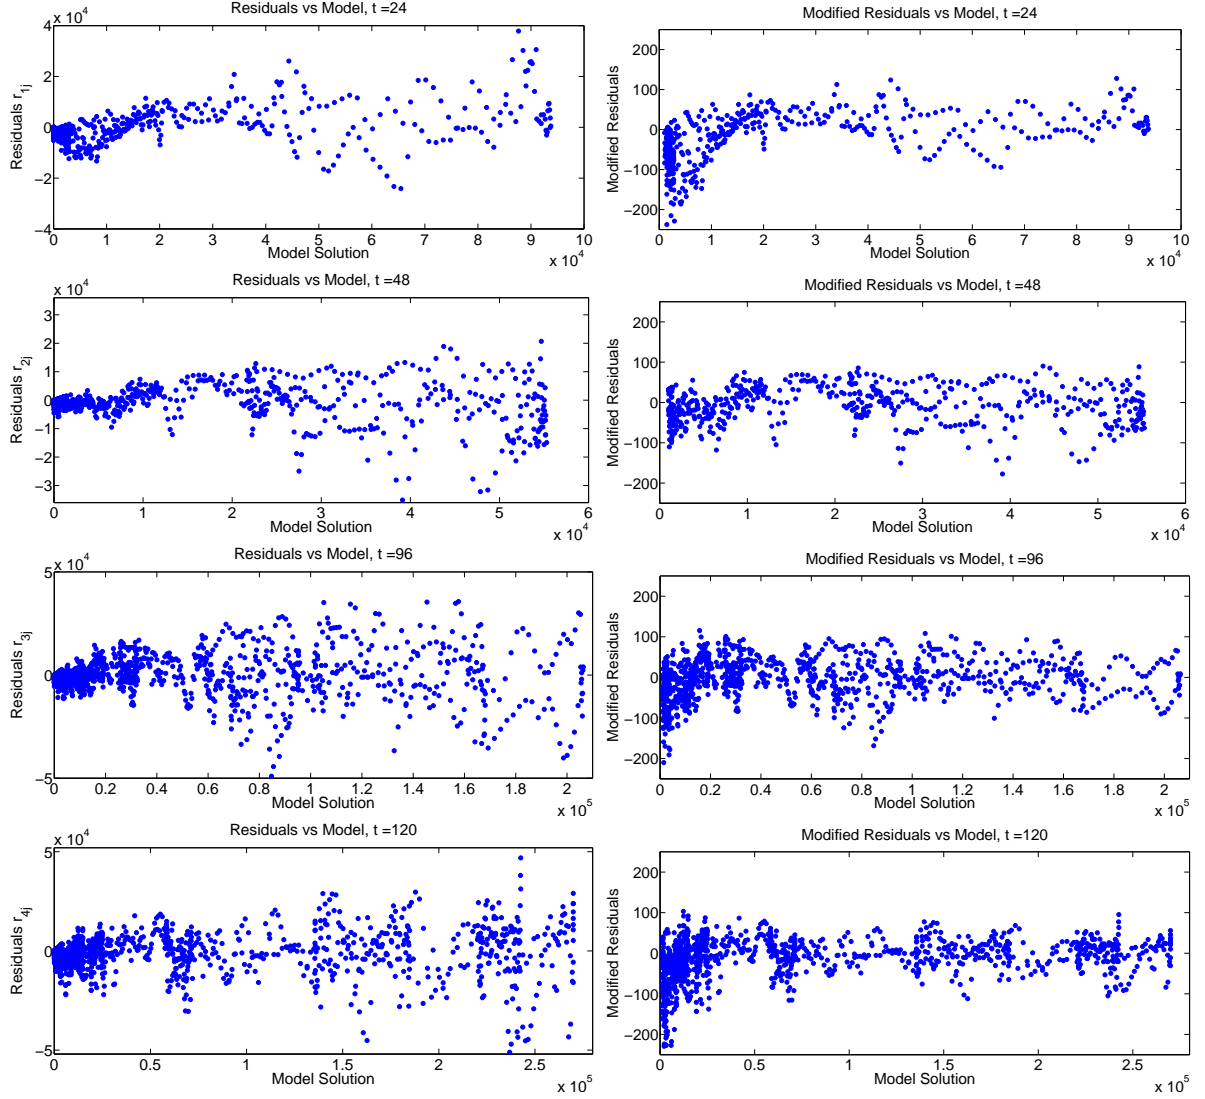 Residuals vs Model, t =24
x 10^4
Residuals r_1j
4
2
0
−2
−4
0 1 2 3 4 5 6 7 8 9 10
Model Solution
x 10^4
Modified Residuals vs Model, t =24
Modified Residuals
200
100
0
−100
−200
0 1 2 3 4 5 6 7 8 9 10
Model Solution
x 10^4
Residuals vs Model, t =48
x 10^4
Residuals r_2j
3
2
1
0
−1
−2
−3
0 1 2 3 4 5 6
Model Solution
x 10^4
Modified Residuals vs Model, t =48
Modified Residuals
200
100
0
−100
−200
0 1 2 3 4 5 6
Model Solution
x 10^4
Residuals vs Model, t =96
x 10^4
Residuals r_3j
5
0
−5
0 0.2 0.4 0.6 0.8 1 1.2 1.4 1.6 1.8 2
Model Solution
x 10^5
Modified Residuals vs Model, t =96
Modified Residuals
200
100
0
−100
−200
0 0.2 0.4 0.6 0.8 1 1.2 1.4 1.6 1.8 2
Model Solution
x 10^5
Residuals vs Model, t =120
x 10^4
Residuals r_4j
5
0
−5
0 0.5 1 1.5 2 2.5
Model Solution
x 10^5
Modified Residuals vs Model, t =120
Modified Residuals
200
100
0
−100
−200
0 0.5 1 1.5 2 2.5
Model Solution
x 10^5